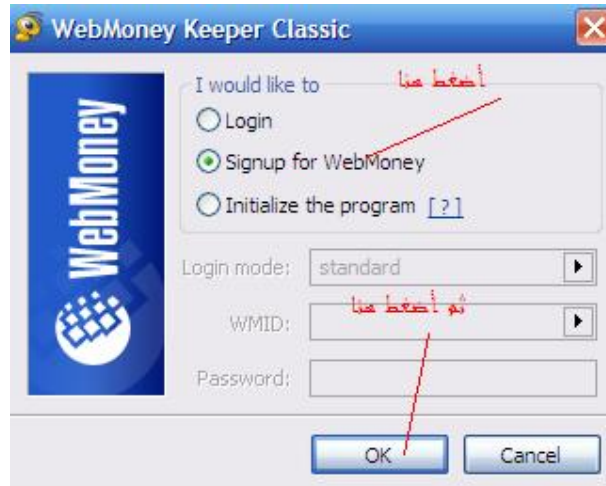 WebMoney Keeper Classic
I would like to
أضغط هنا
Login
Signup for WebMoney
Initialize the program [ ? ]
WebMoney
Login mode: standard
ثم أضغط هنا
WMID:
Password:
OK
Cancel